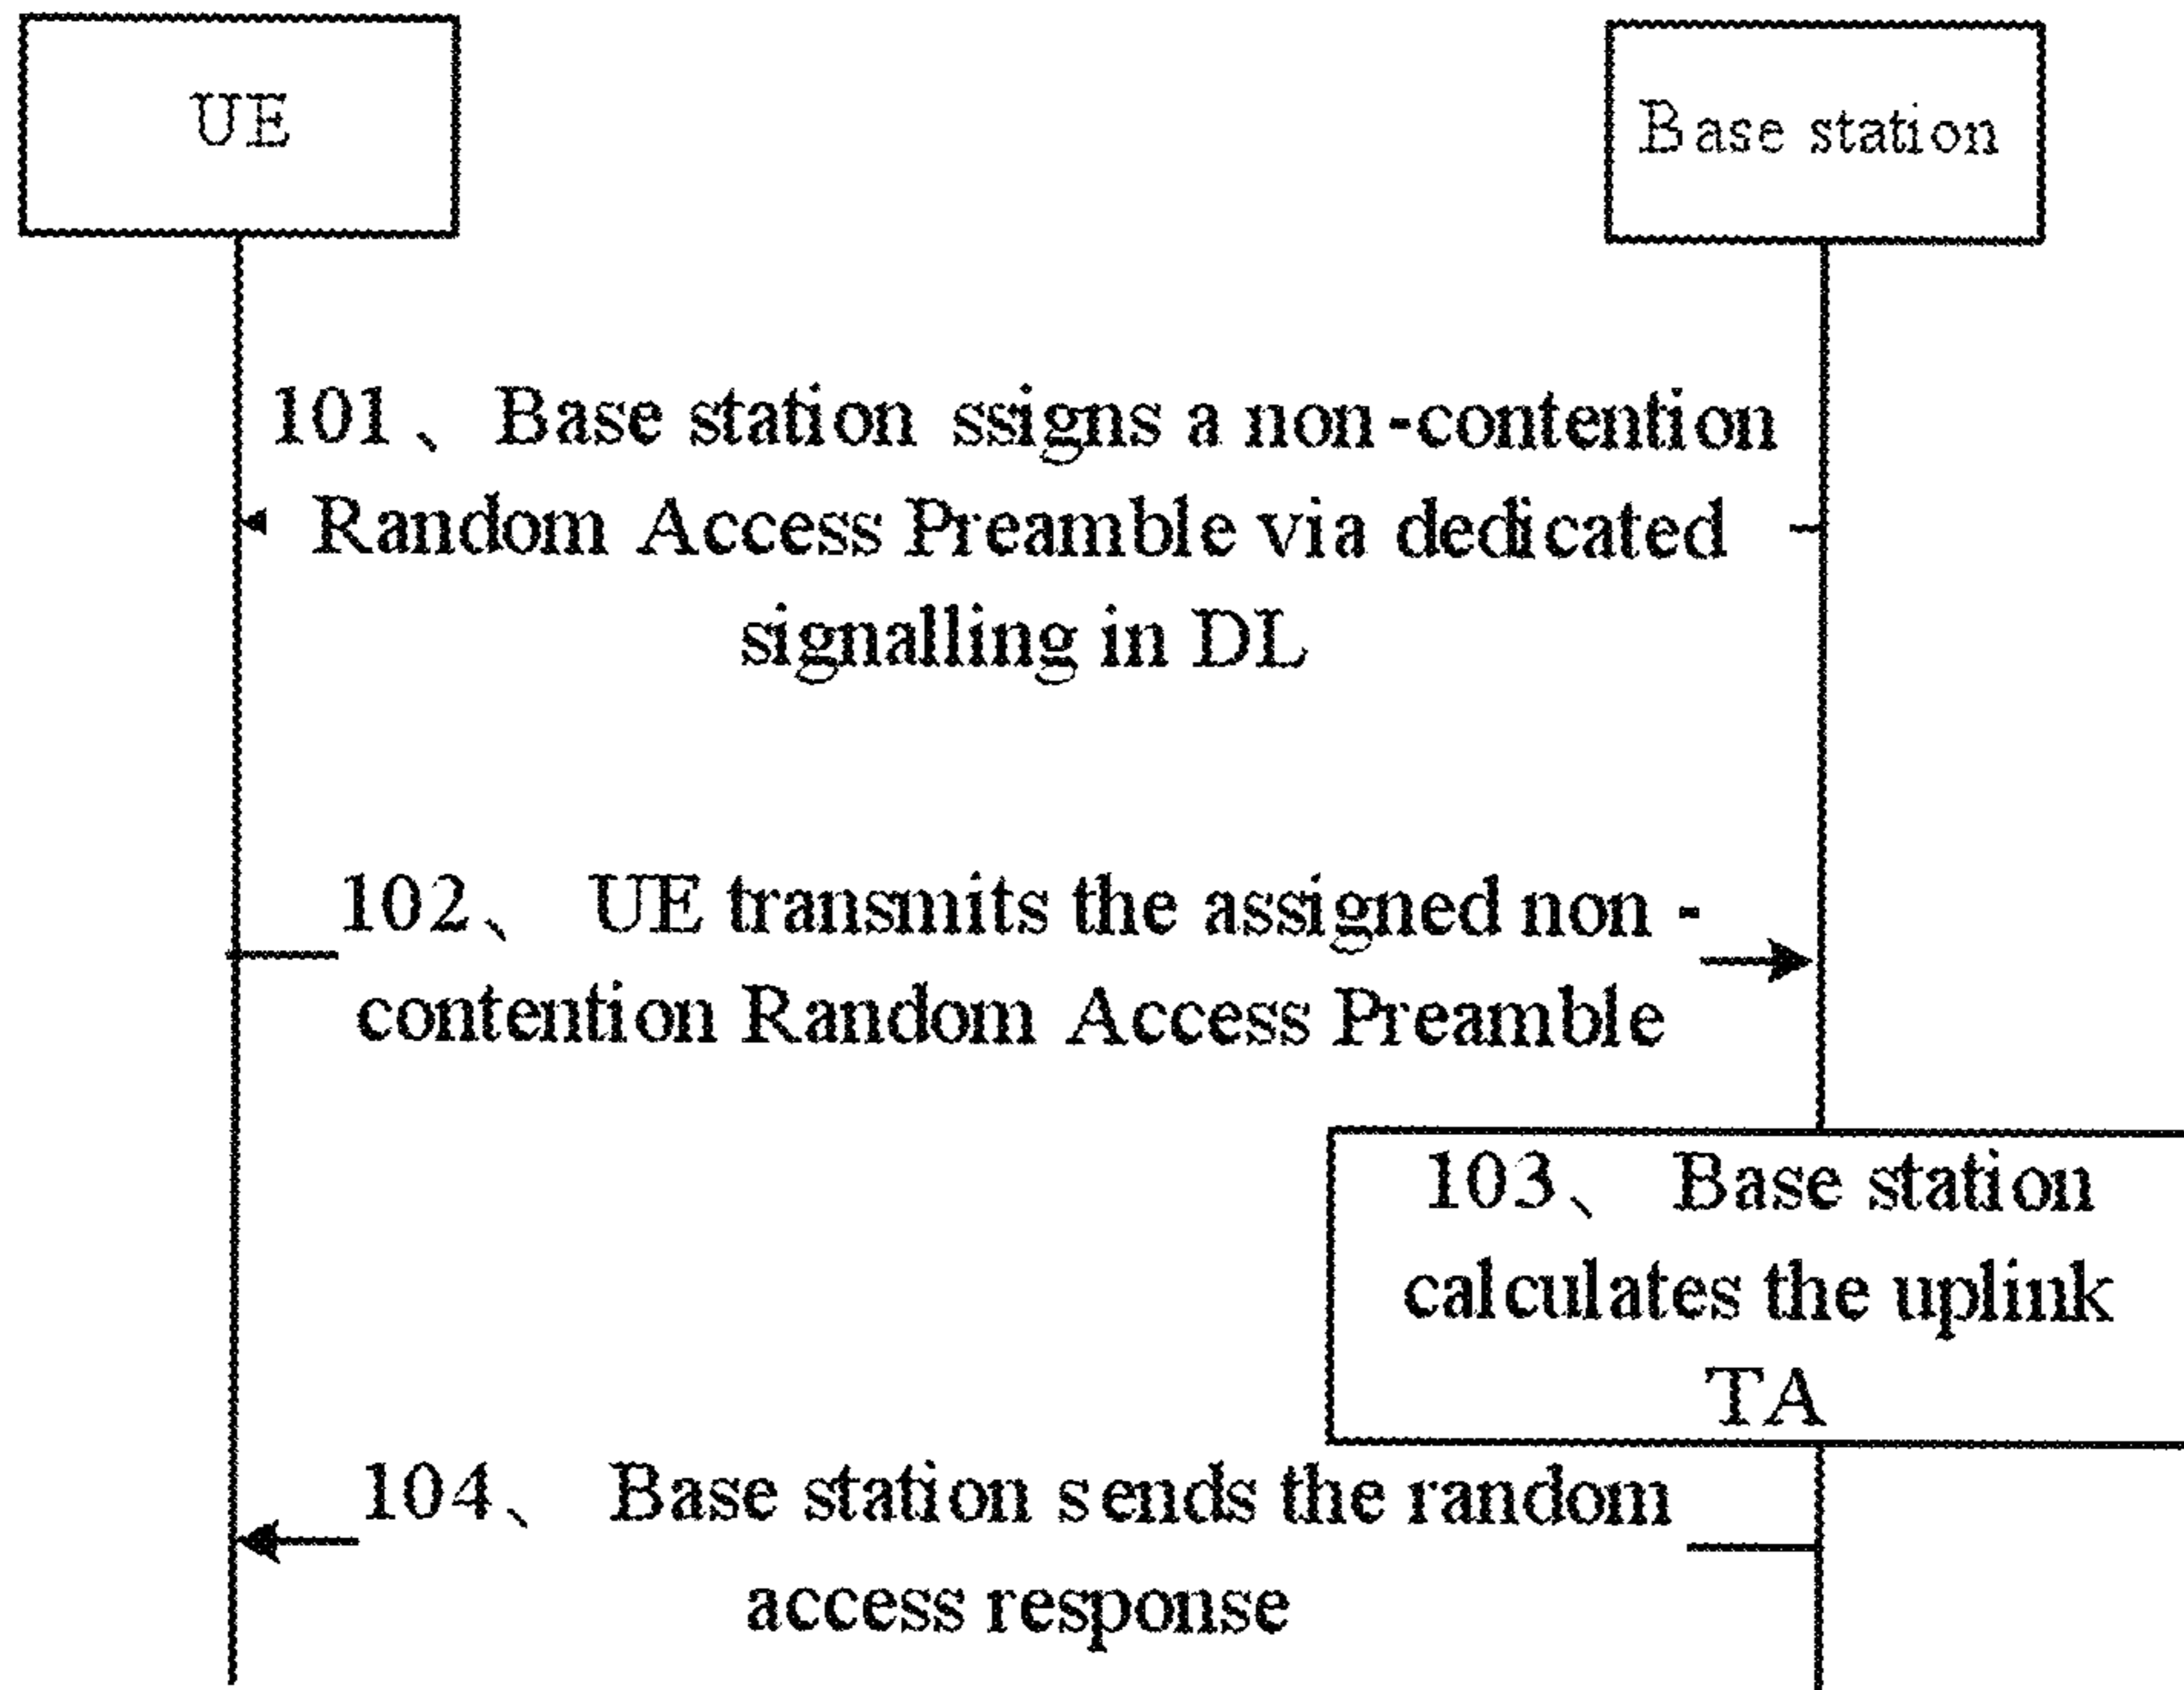 UE
Base station
101、 Base station ssigns a non-contention
Random Access Preamble via dedicated
signalling in DL
102、 UE transmits the assigned non-
contention Random Access Preamble
103、 Base station
calculates the uplink
TA
104、 Base station sends the random
access response